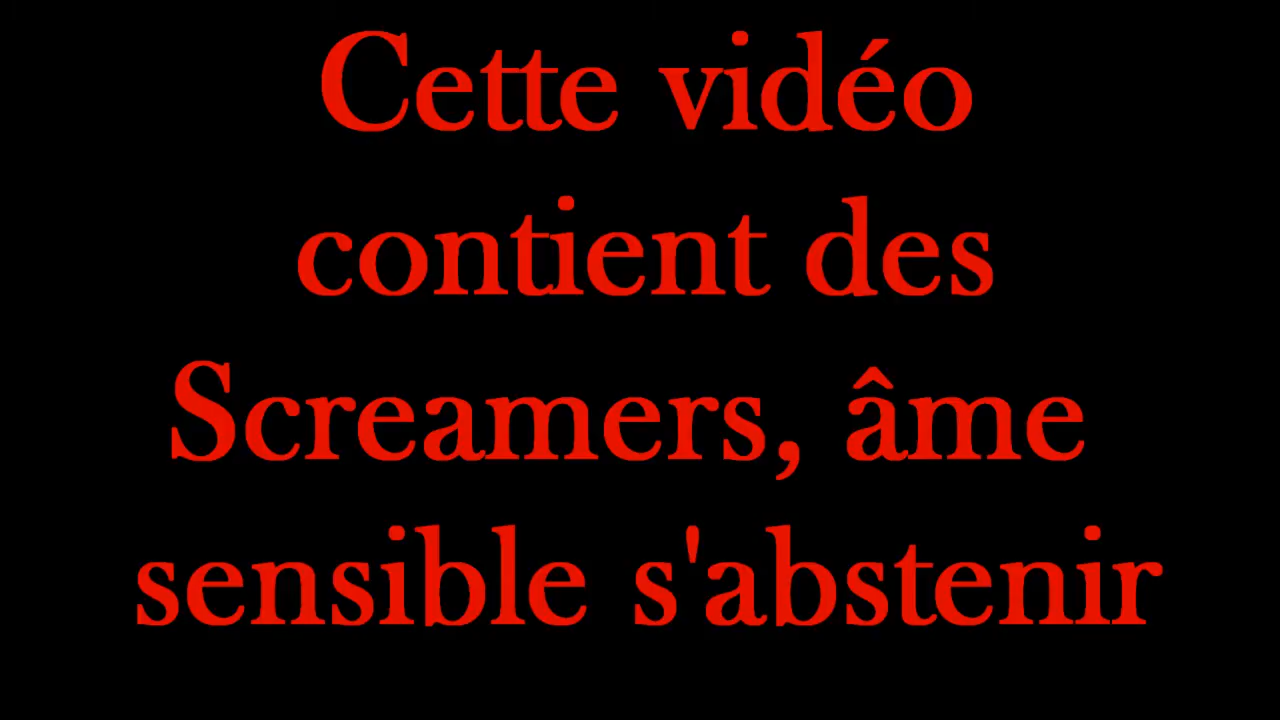 Cette vidéo
contient des
Screamers, âme
sensible s'abstenir